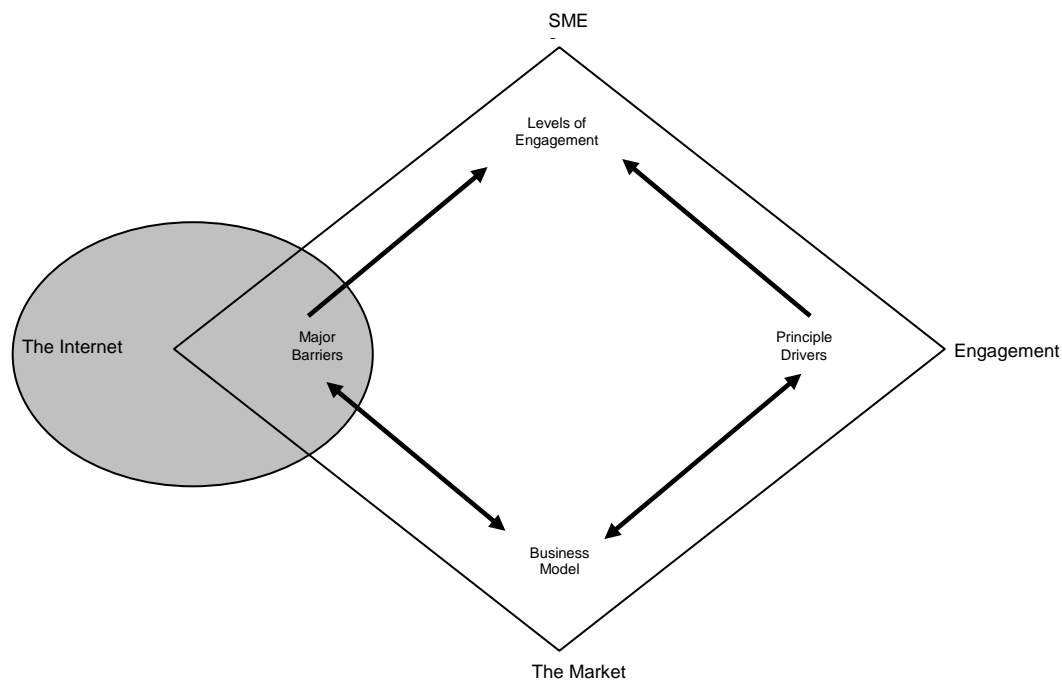 SME
Levels of
Engagement
The Internet
Major
Barriers
Principle
Drivers
Engagement
Business
Model
The Market